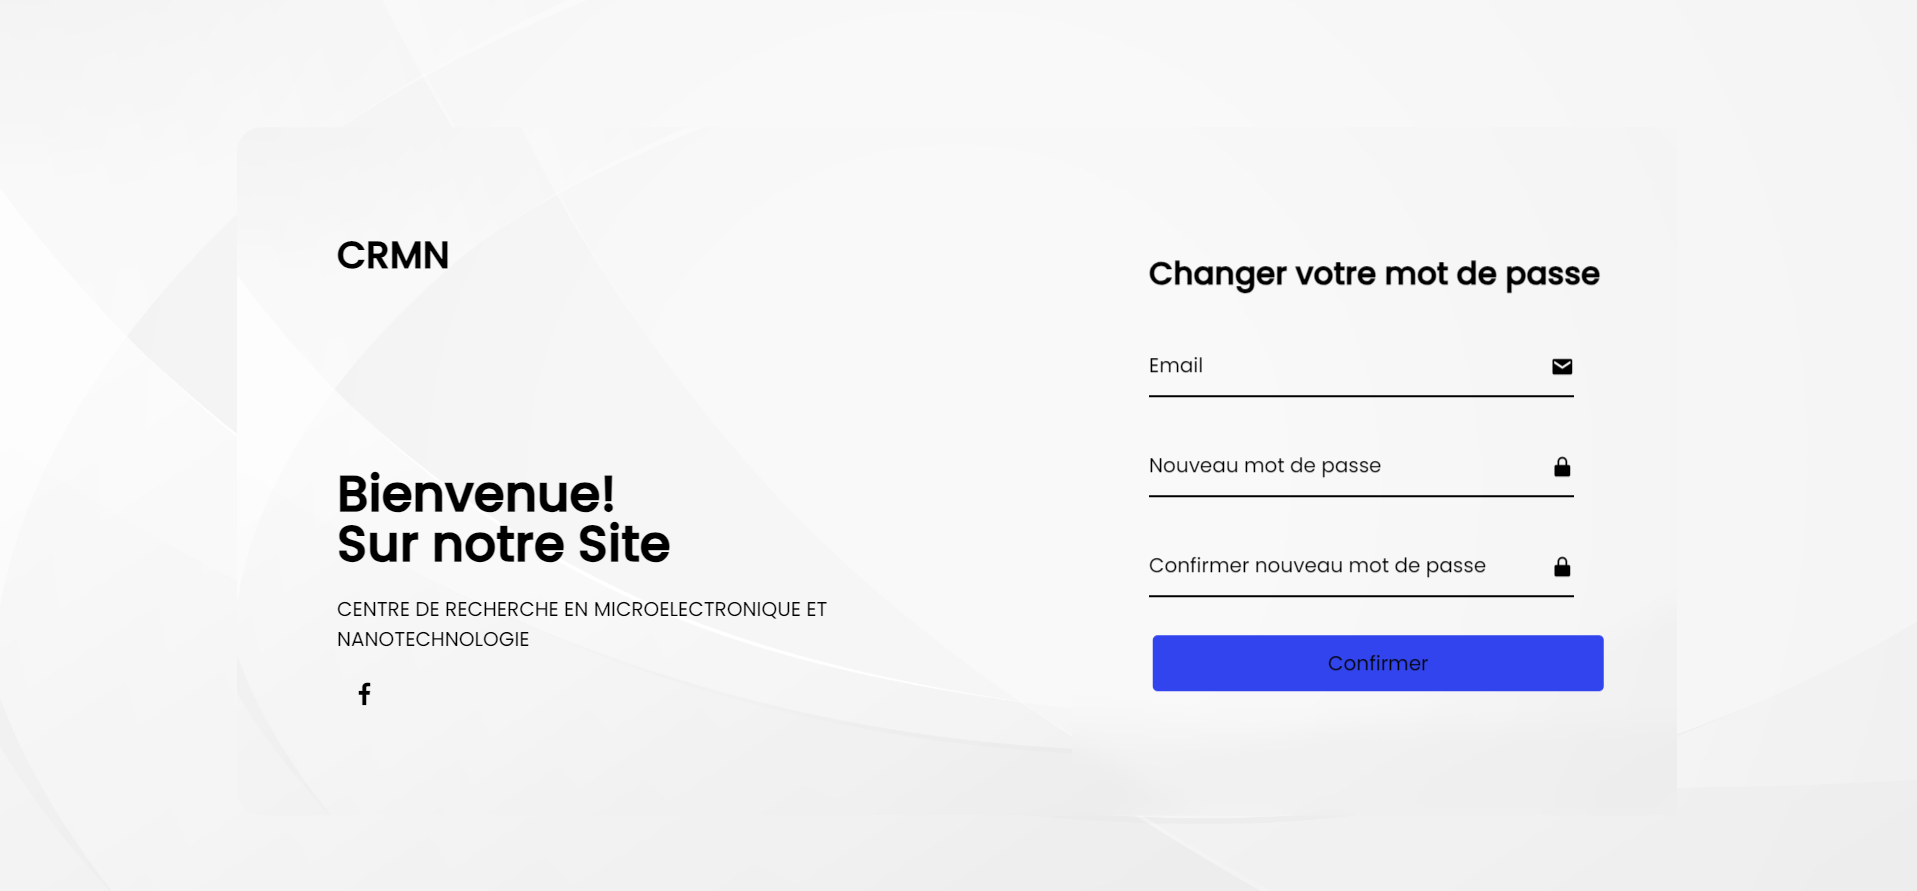 CRMN
Bienvenue!
Sur notre Site
CENTRE DE RECHERCHE EN MICROELECTRONIQUE ET
NANOTECHNOLOGIE
Changer votre mot de passe
Email
Nouveau mot de passe
Confirmer nouveau mot de passe
Confirmer